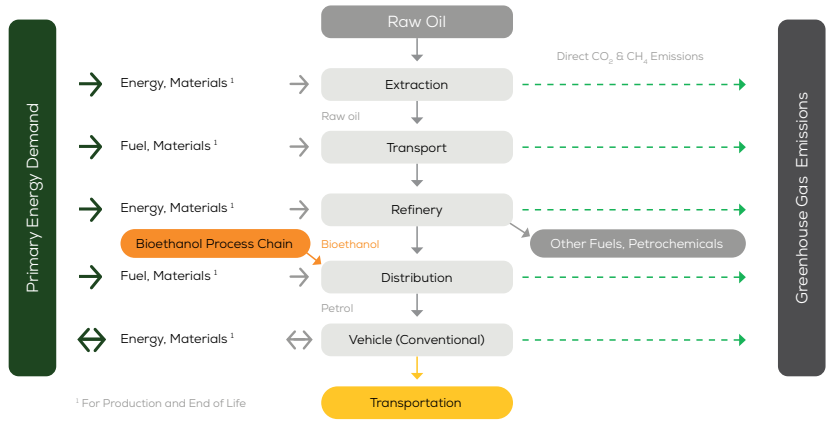 Raw Oil
Primary Energy Demand
Greenhouse Gas Emissions
Direct CO₂ & CH₄ Emissions
Energy, Materials ¹
Extraction
Raw oil
Fuel, Materials ¹
Transport
Energy, Materials ¹
Refinery
Bioethanol Process Chain
Bioethanol
Other Fuels, Petrochemicals
Fuel, Materials ¹
Distribution
Petrol
Energy, Materials ¹
Vehicle (Conventional)
¹ For Production and End of Life
Transportation